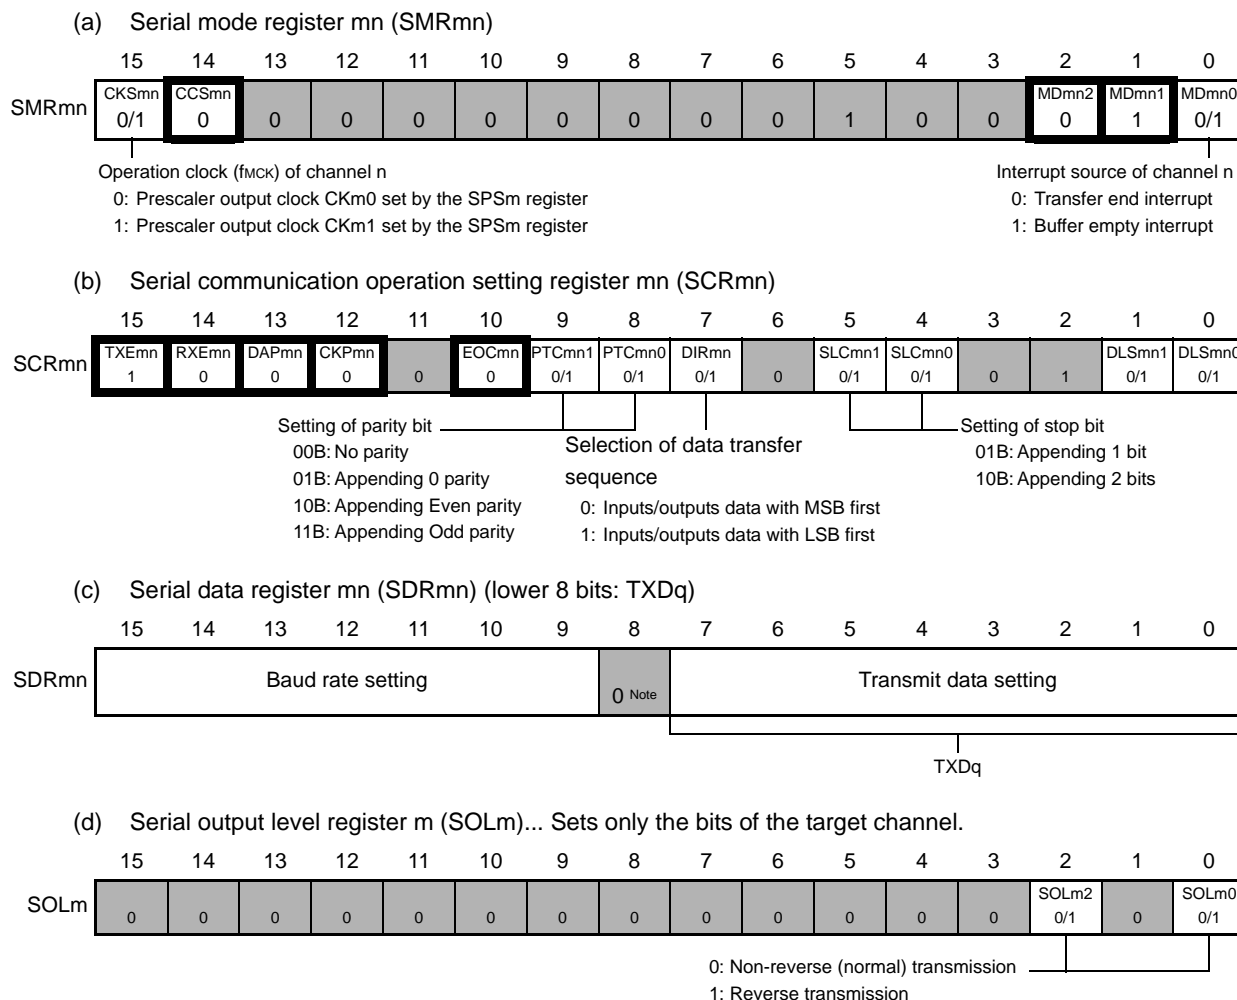 (a) Serial mode register mn (SMRmn)
15 14 13 12 11 10 9 8 7 6 5 4 3 2 1 0
SMRmn
CKSmn CCSmn MDmn2 MDmn1 MDmn0
0/1 0 0 0 0 0 0 0 0 0 1 0 0 0 1 0/1
Operation clock (fMCK) of channel n
0: Prescaler output clock CKm0 set by the SPSm register
1: Prescaler output clock CKm1 set by the SPSm register
Interrupt source of channel n
0: Transfer end interrupt
1: Buffer empty interrupt
(b) Serial communication operation setting register mn (SCRmn)
15 14 13 12 11 10 9 8 7 6 5 4 3 2 1 0
SCRmn
TXEmn RXEmn DAPmn CKPmn EOCmn PTCmn1 PTCmn0 DIRmn SLCmn1 SLCmn0 DLSmn1 DLSmn0
1 0 0 0 0 0 0/1 0/1 0/1 0 0/1 0/1 0 1 0/1 0/1
Setting of parity bit
00B: No parity
01B: Appending 0 parity
10B: Appending Even parity
11B: Appending Odd parity
Selection of data transfer
sequence
0: Inputs/outputs data with MSB first
1: Inputs/outputs data with LSB first
Setting of stop bit
01B: Appending 1 bit
10B: Appending 2 bits
(c) Serial data register mn (SDRmn) (lower 8 bits: TXDq)
15 14 13 12 11 10 9 8 7 6 5 4 3 2 1 0
SDRmn
Baud rate setting
0 Note
Transmit data setting
TXDq
(d) Serial output level register m (SOLm)... Sets only the bits of the target channel.
15 14 13 12 11 10 9 8 7 6 5 4 3 2 1 0
SOLm
SOLm2 SOLm0
0 0 0 0 0 0 0 0 0 0 0 0 0 0/1 0 0/1
0: Non-reverse (normal) transmission
1: Reverse transmission